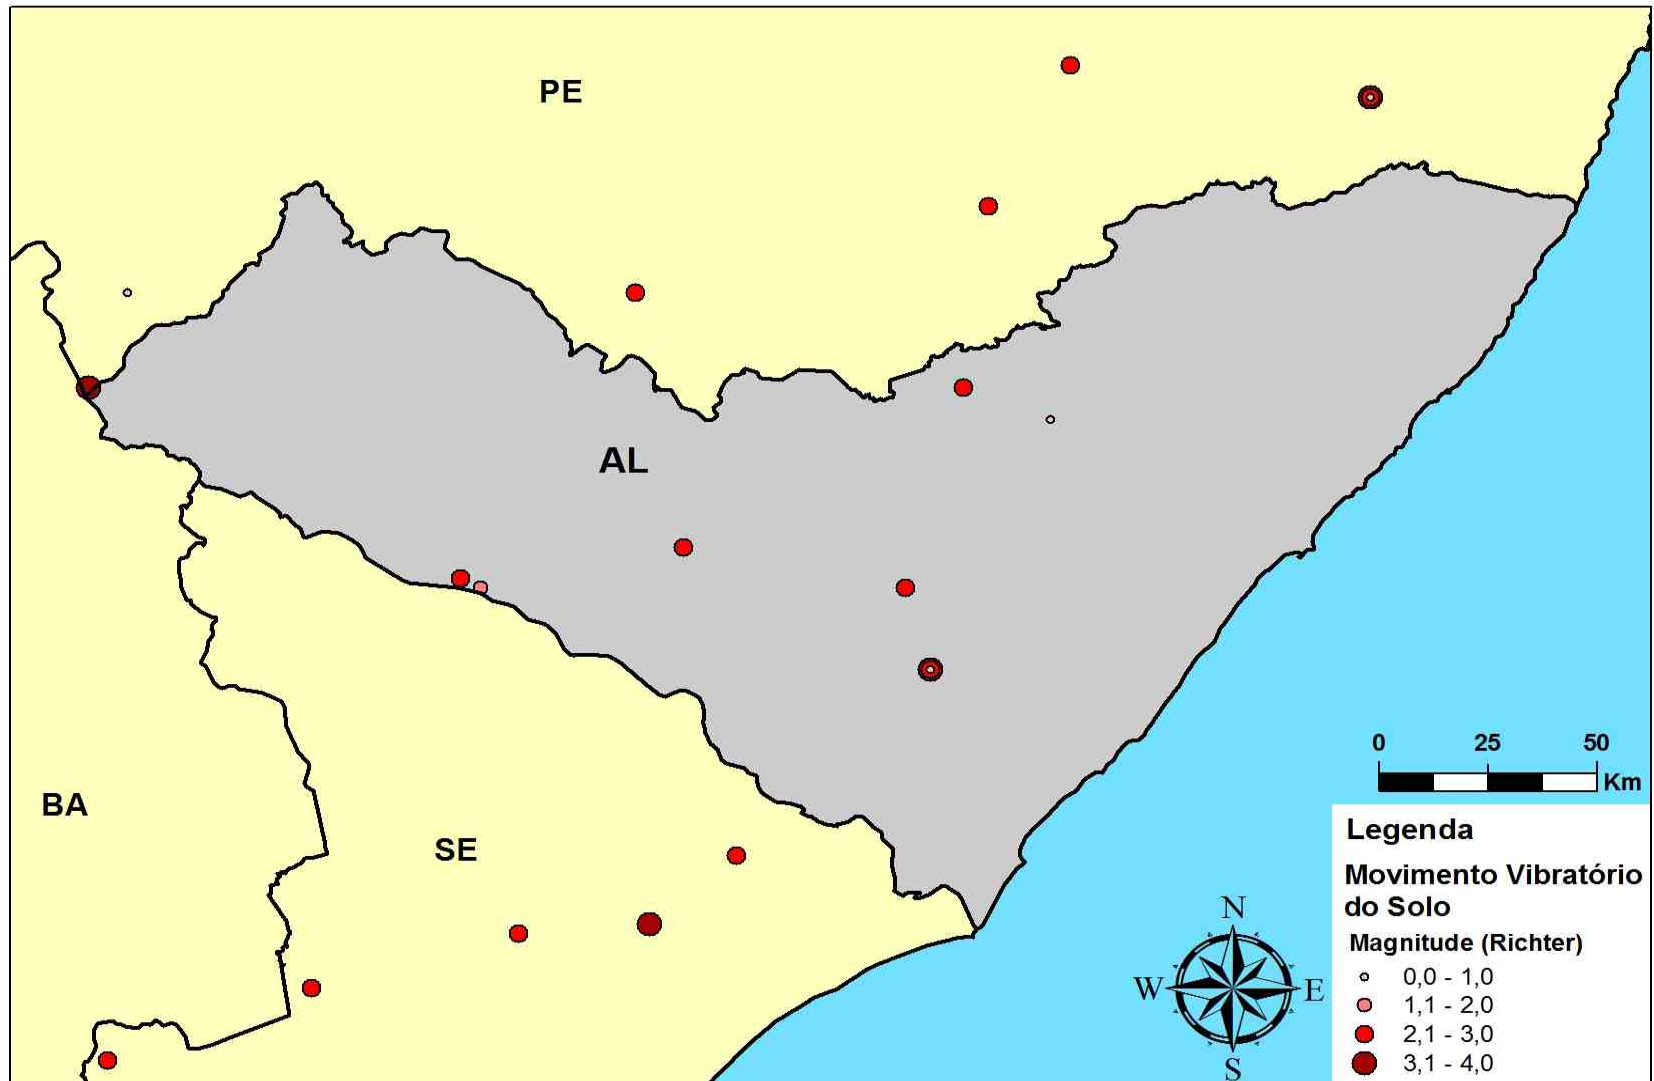 PE
AL
BA
SE
0 25 50
Km
Legenda
Movimento Vibratório
do Solo
Magnitude (Richter)
0,0 - 1,0
1,1 - 2,0
2,1 - 3,0
3,1 - 4,0
N
W E
S